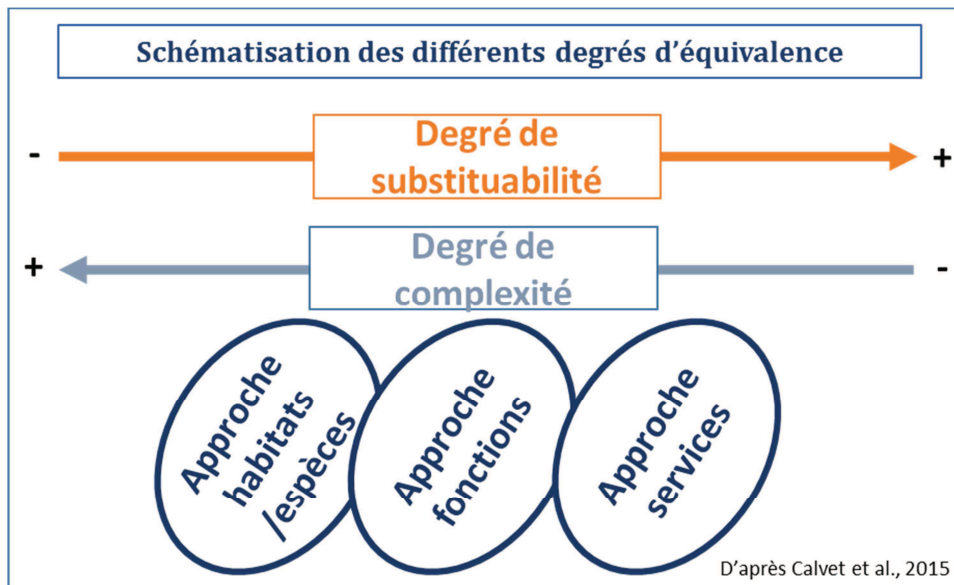 Schématisation des différents degrés d’équivalence
Degré de
substituabilité
-
+
Degré de
complexité
+
-
Approche
habitats
/espèces
Approche
fonctions
Approche
services
D’après Calvet et al., 2015